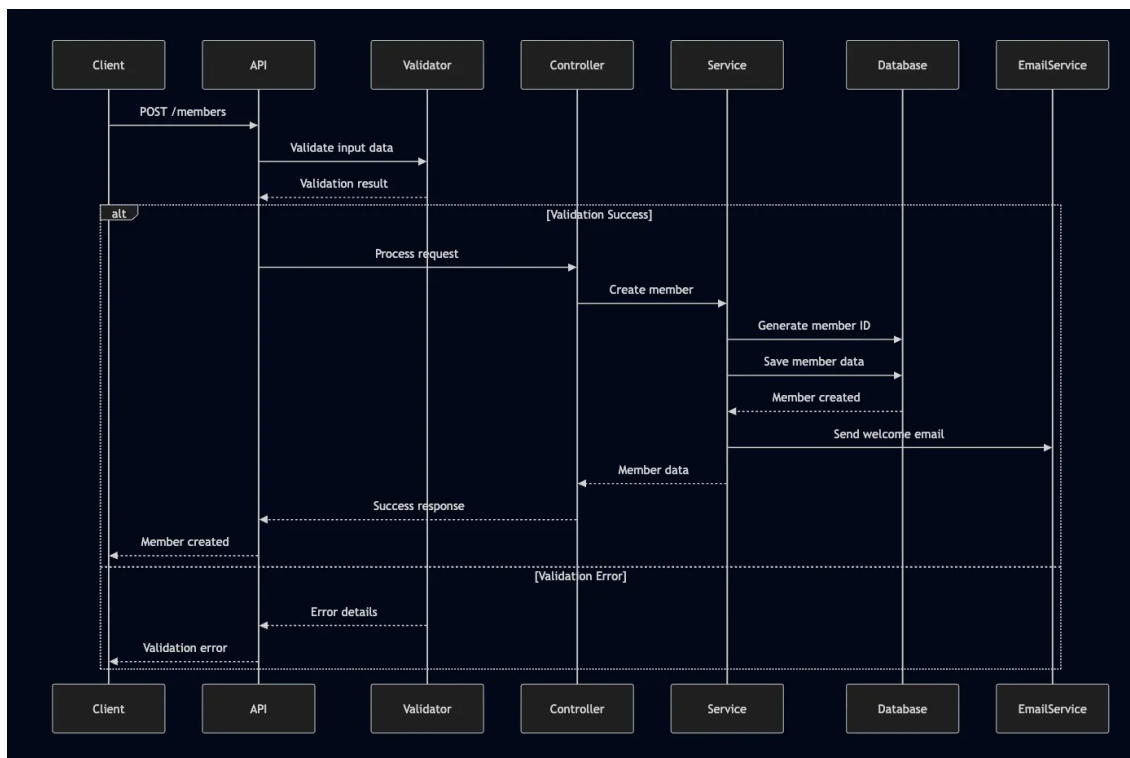 Client
API
Validator
Controller
Service
Database
EmailService
POST /members
Validate input data
Validation result
alt
[Validation Success]
Process request
Create member
Generate member ID
Save member data
Member created
Send welcome email
Member data
Success response
Member created
[Validation Error]
Error details
Validation error
Client
API
Validator
Controller
Service
Database
EmailService